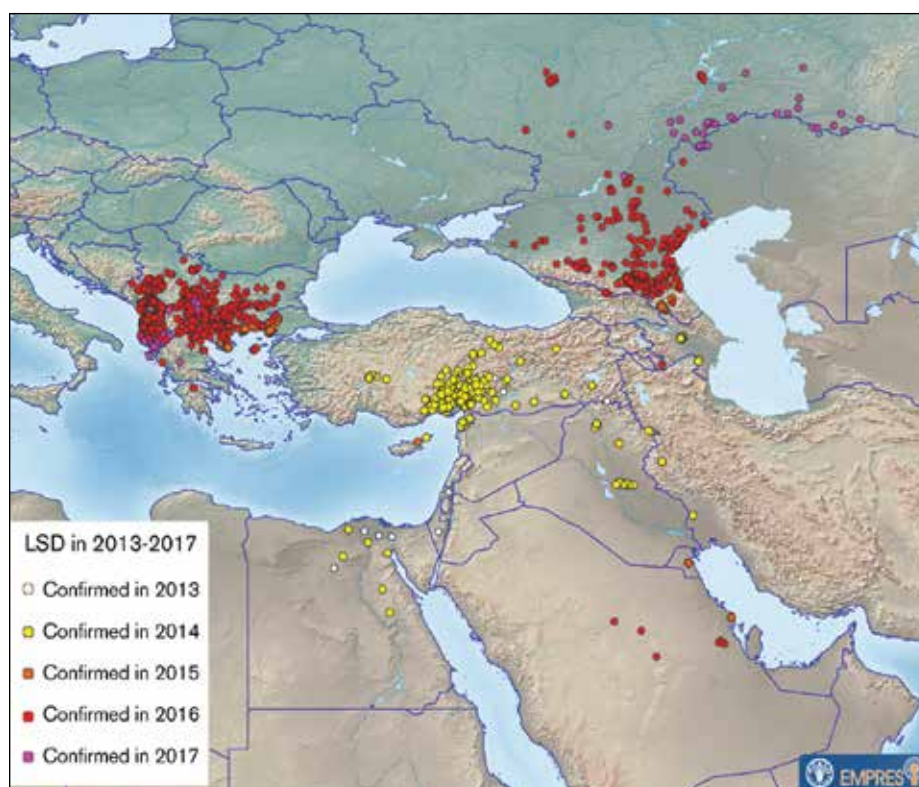 LSD in 2013-2017
Confirmed in 2013
Confirmed in 2014
Confirmed in 2015
Confirmed in 2016
Confirmed in 2017
EMPRES